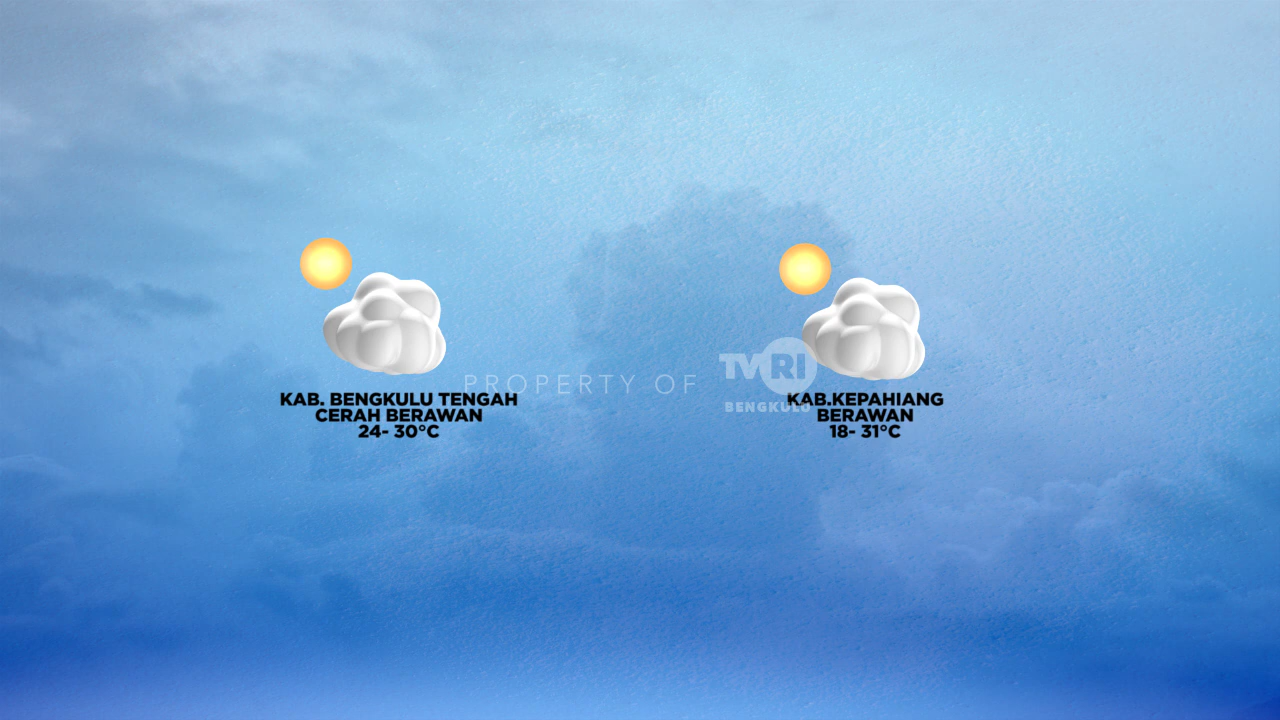 KAB. BENGKULU TENGAH
CERAH BERAWAN
24- 30°C
PROPERTY OF
TVRI
BENGKULU
KAB.KEPAHIANG
BERAWAN
18- 31°C